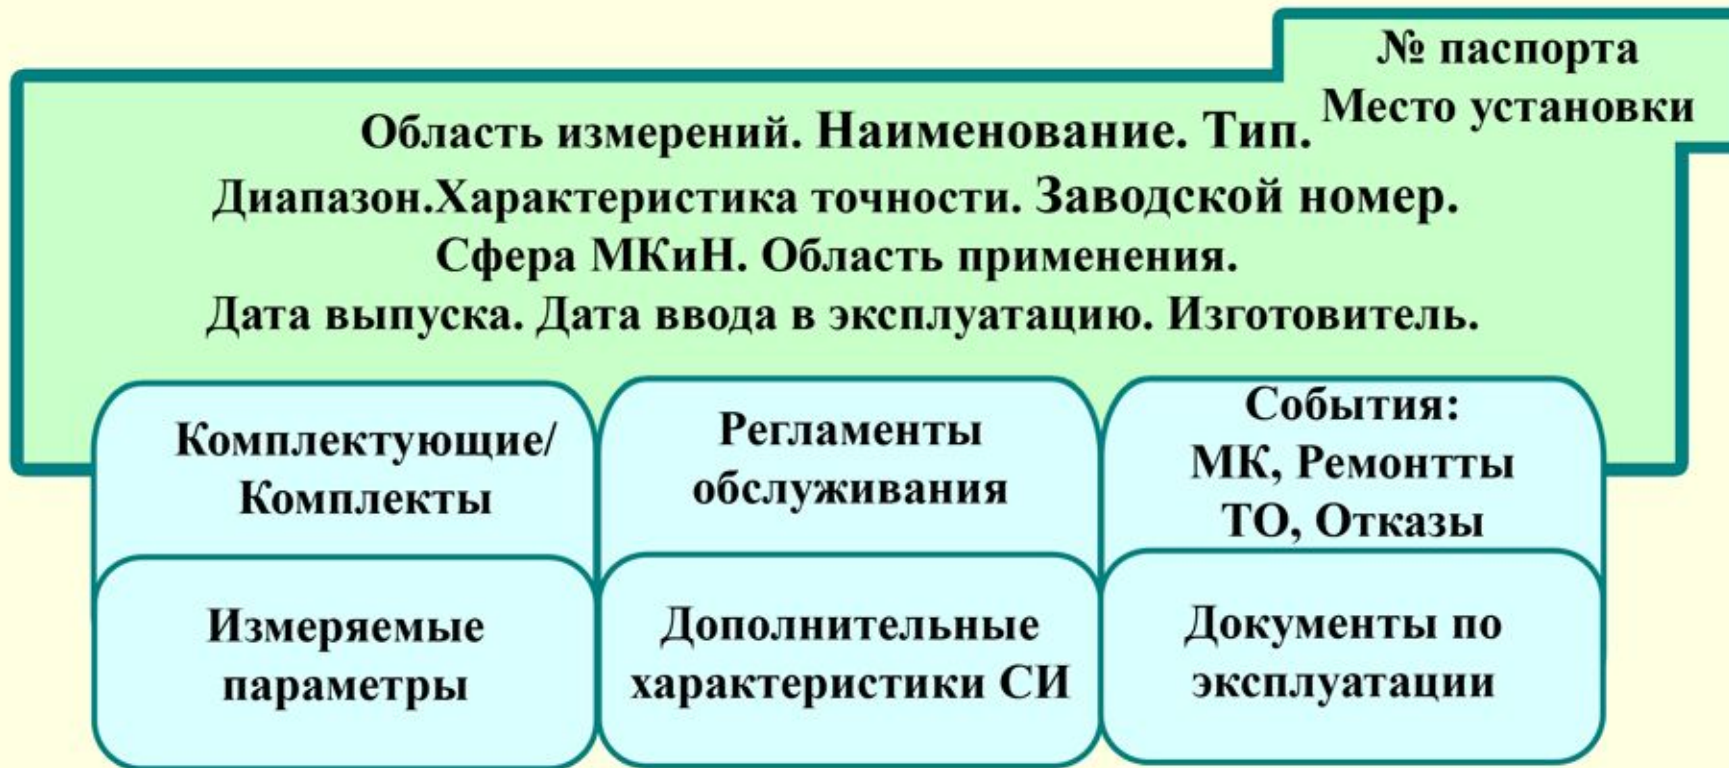 № паспорта
Место установки
Область измерений. Наименование. Тип.
Диапазон.Характеристика точности. Заводской номер.
Сфера МКиН. Область применения.
Дата выпуска. Дата ввода в эксплуатацию. Изготовитель.
Комплектующие/
Комплекты
Регламенты
обслуживания
События:
МК, Ремонтты
ТО, Отказы
Измеряемые
параметры
Дополнительные
характеристики СИ
Документы по
эксплуатации